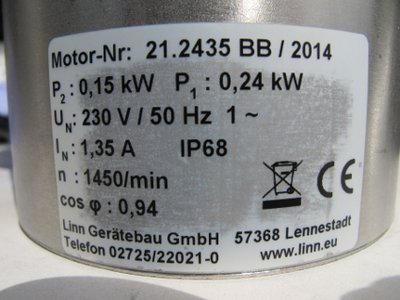 Motor-Nr: 21.2435 BB / 2014
P2 : 0,15 kW P1 : 0,24 kW
UN : 230 V / 50 Hz 1 ~
IN : 1,35 A IP68
n : 1450/min
cos φ : 0,94
CE
Linn Gerätebau GmbH 57368 Lennestadt
Telefon 02725/22021-0 www.linn.eu